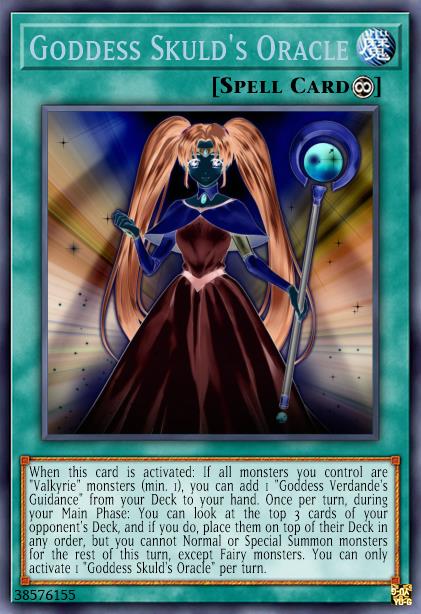 GODDESS SKULD'S ORACLE
魔
[SPELL CARD♾]
When this card is activated: If all monsters you control are
"Valkyrie" monsters (min. 1), you can add 1 "Goddess Verdande's
Guidance" from your Deck to your hand. Once per turn, during
your Main Phase: You can look at the top 3 cards of your
opponent's Deck, and if you do, place them on top of their Deck in
any order, but you cannot Normal or Special Summon monsters
for the rest of this turn, except Fairy monsters. You can only
activate 1 "Goddess Skuld's Oracle" per turn.
38576155